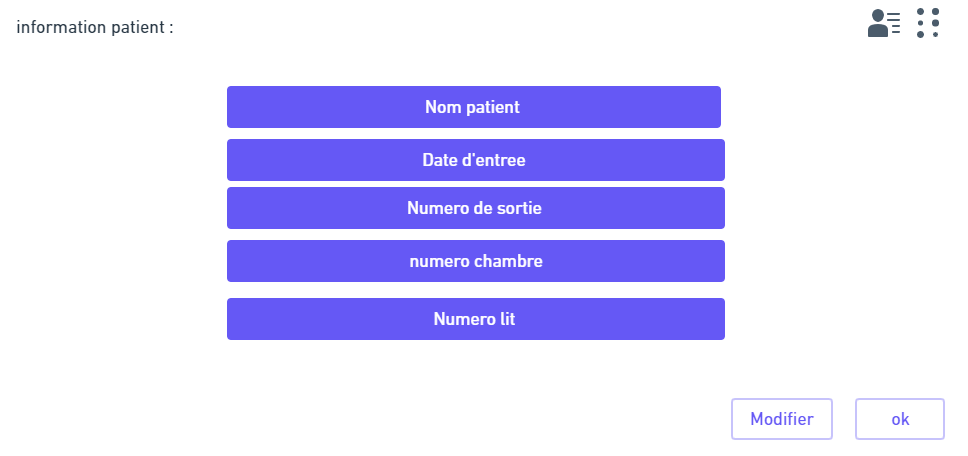 information patient :
Nom patient
Date d'entree
Numero de sortie
numero chambre
Numero lit
Modifier
ok